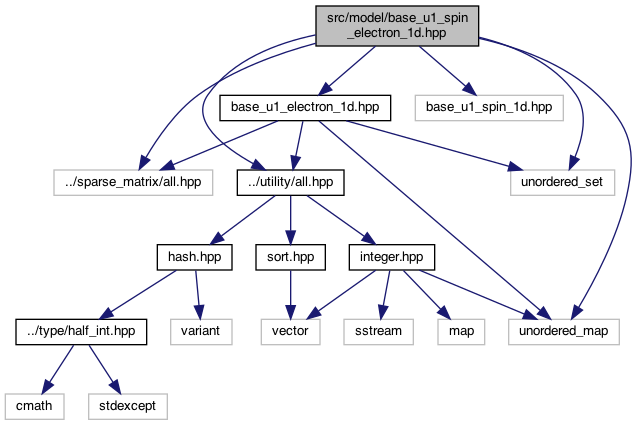 src/model/base_u1_spin
_electron_1d.hpp
base_u1_electron_1d.hpp
base_u1_spin_1d.hpp
../sparse_matrix/all.hpp
../utility/all.hpp
unordered_set
hash.hpp
sort.hpp
integer.hpp
../type/half_int.hpp
variant
vector
sstream
map
unordered_map
cmath
stdexcept